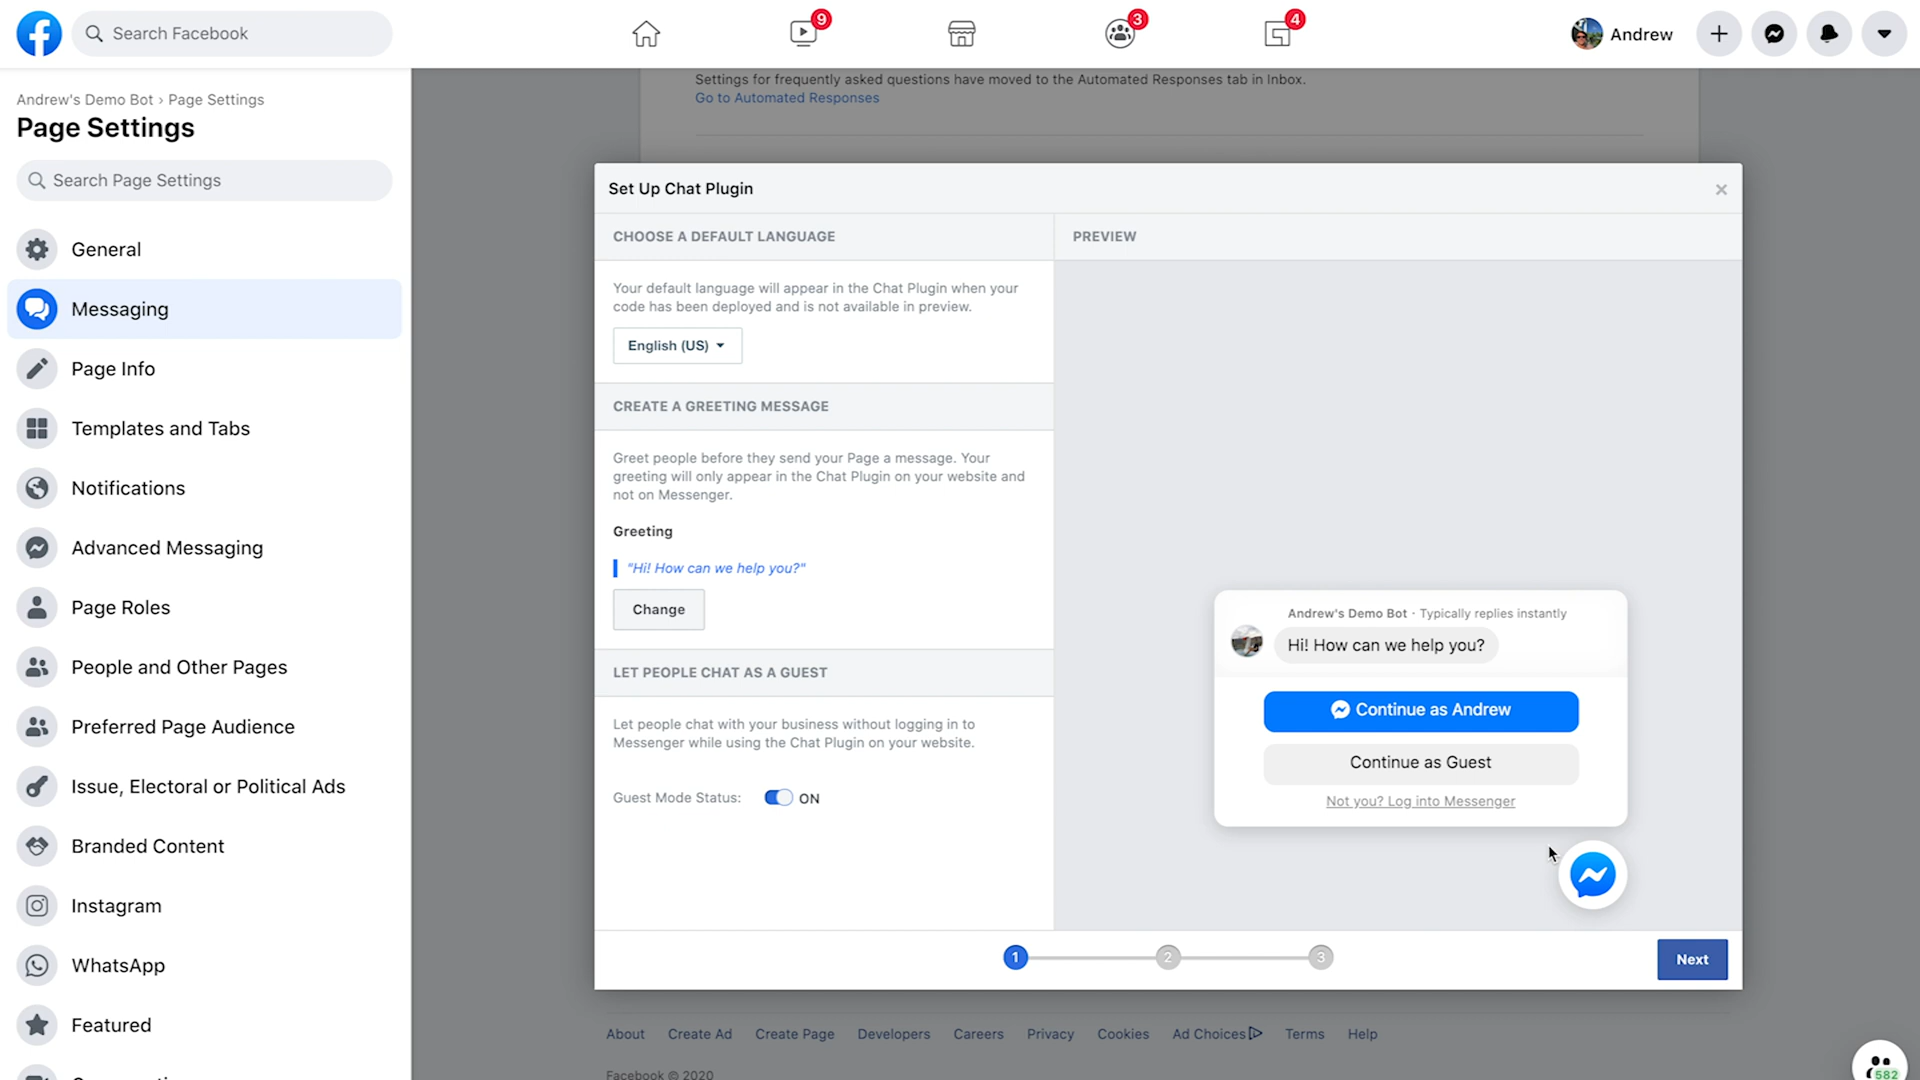 Search Facebook
9
3
4
Andrew
Andrew's Demo Bot › Page Settings
Page Settings
Search Page Settings
General
Messaging
Page Info
Templates and Tabs
Notifications
Advanced Messaging
Page Roles
People and Other Pages
Preferred Page Audience
Issue, Electoral or Political Ads
Branded Content
Instagram
WhatsApp
Featured
Settings for frequently asked questions have moved to the Automated Responses tab in Inbox.
Go to Automated Responses
Set Up Chat Plugin
CHOOSE A DEFAULT LANGUAGE
Your default language will appear in the Chat Plugin when your
code has been deployed and is not available in preview.
English (US)
CREATE A GREETING MESSAGE
Greet people before they send your Page a message. Your
greeting will only appear in the Chat Plugin on your website and
not on Messenger.
Greeting
"Hi! How can we help you?"
Change
LET PEOPLE CHAT AS A GUEST
Let people chat with your business without logging in to
Messenger while using the Chat Plugin on your website.
Guest Mode Status: ON
PREVIEW
Andrew's Demo Bot · Typically replies instantly
Hi! How can we help you?
Continue as Andrew
Continue as Guest
Not you? Log into Messenger
1
2
3
Next
About Create Ad Create Page Developers Careers Privacy Cookies Ad Choices Terms Help
Facebook © 2020
582